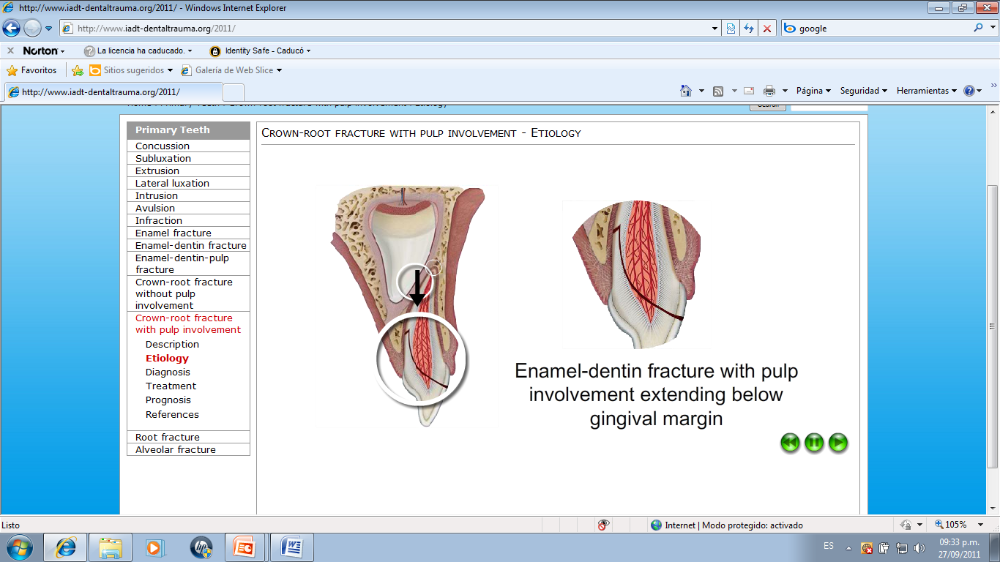 http://www.iadt-dentaltrauma.org/2011/ - Windows Internet Explorer
http://www.iadt-dentaltrauma.org/2011/
google
Norton
La licencia ha caducado.
Identity Safe - Caducó
Favoritos
Sitios sugeridos
Galería de Web Slice
http://www.iadt-dentaltrauma.org/2011/
Página
Seguridad
Herramientas
Primary Teeth
Concussion
Subluxation
Extrusion
Lateral luxation
Intrusion
Avulsion
Infraction
Enamel fracture
Enamel-dentin fracture
Enamel-dentin-pulp
fracture
Crown-root fracture
without pulp
involvement
Crown-root fracture
with pulp involvement
Description
Etiology
Diagnosis
Treatment
Prognosis
References
Root fracture
Alveolar fracture
Crown-root fracture with pulp involvement - Etiology
Enamel-dentin fracture with pulp
involvement extending below
gingival margin
Listo
Internet | Modo protegido: activado
105%
ES
09:33 p.m.
27/09/2011